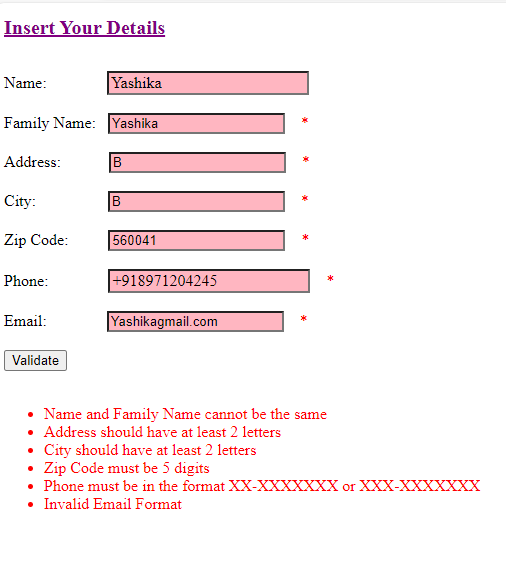 Insert Your Details
Name: Yashika
Family Name: Yashika *
Address: B *
City: B *
Zip Code: 560041 *
Phone: +918971204245 *
Email: Yashikagmail.com *
Validate
• Name and Family Name cannot be the same
• Address should have at least 2 letters
• City should have at least 2 letters
• Zip Code must be 5 digits
• Phone must be in the format XX-XXXXXXX or XXX-XXXXXXX
• Invalid Email Format